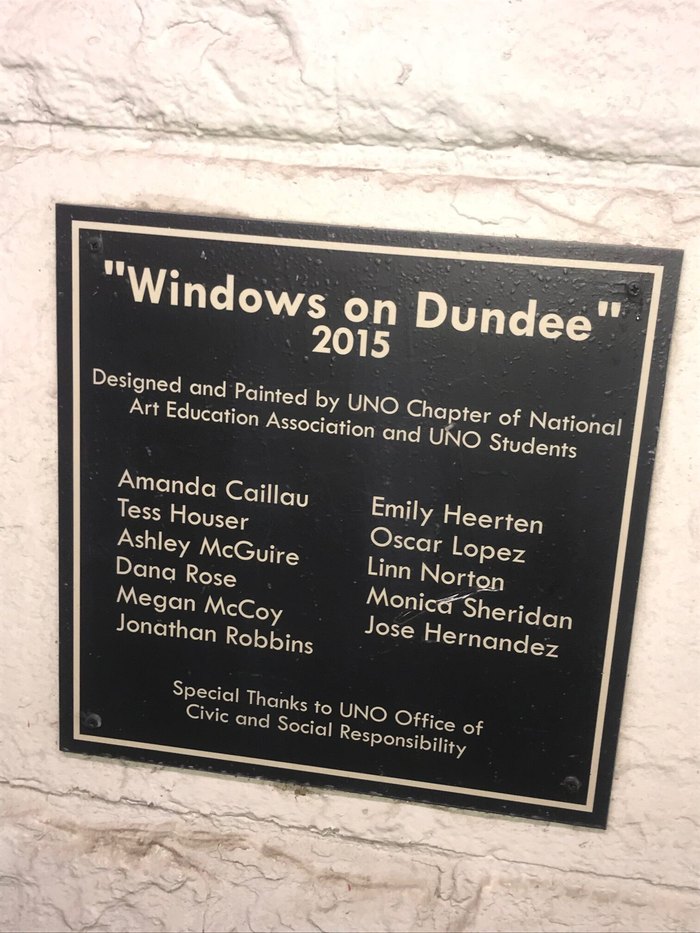 "Windows on Dundee"
2015
Designed and Painted by UNO Chapter of National
Art Education Association and UNO Students
Amanda Caillau
Tess Houser
Ashley McGuire
Dana Rose
Megan McCoy
Jonathan Robbins
Emily Heerten
Oscar Lopez
Linn Norton
Monica Sheridan
Jose Hernandez
Special Thanks to UNO Office of
Civic and Social Responsibility